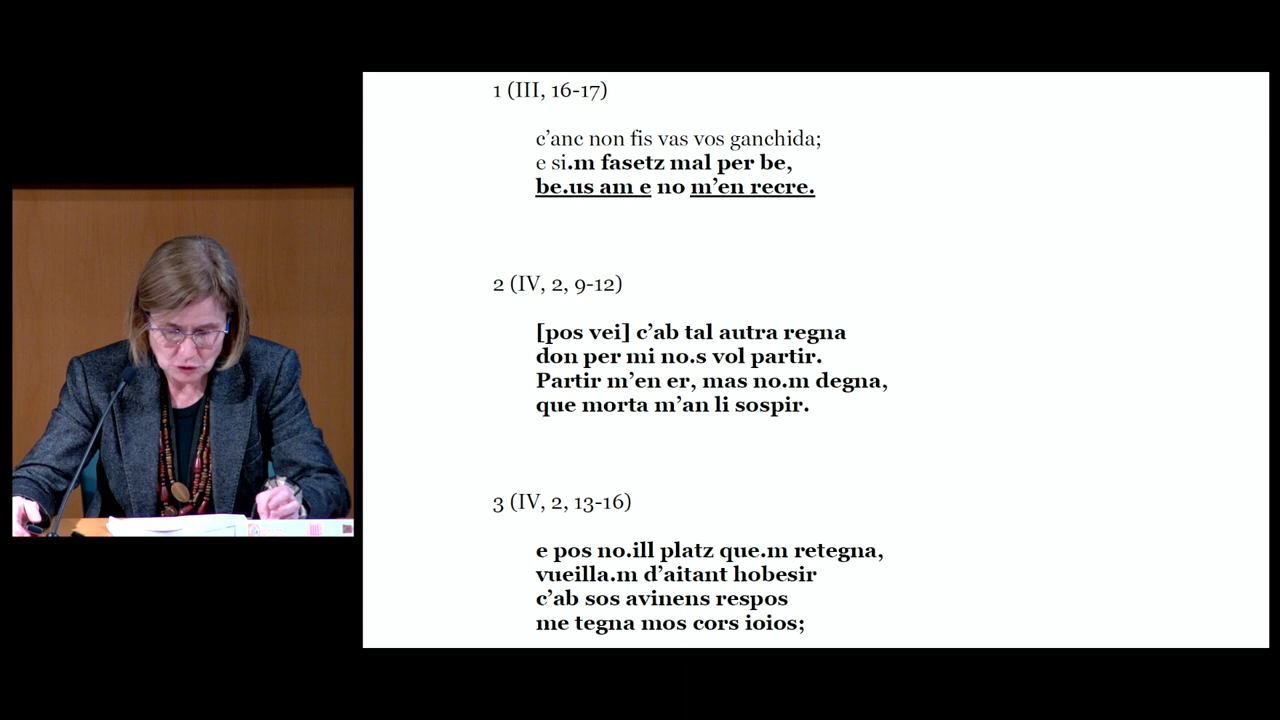 1 (III, 16-17)
c’anc non fis vas vos ganchida;
e si.m fasetz mal per be,
be.us am e no m’en recre.
2 (IV, 2, 9-12)
[pos vei] c’ab tal autra regna
don per mi no.s vol partir.
Partir m’en er, mas no.m degna,
que morta m’an li sospir.
3 (IV, 2, 13-16)
e pos no.ill platz que.m retegna,
vueilla.m d’aitant hobesir
c’ab sos avinens respos
me tegna mos cors ioios;